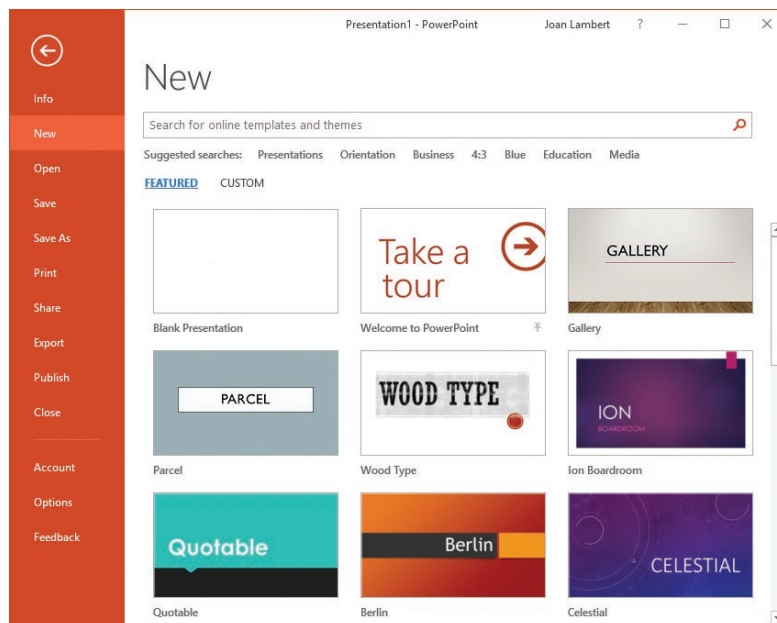 Presentation1 - PowerPoint
Joan Lambert
?
Info
New
Open
Save
Save As
Print
Share
Export
Publish
Close
Account
Options
Feedback
New
Search for online templates and themes
Suggested searches: Presentations Orientation Business 4:3 Blue Education Media
FEATURED CUSTOM
Take a
tour
GALLERY
Blank Presentation Welcome to PowerPoint Gallery
PARCEL
WOOD TYPE
ION
BOARDROOM
Parcel Wood Type Ion Boardroom
Quotable
Berlin
CELESTIAL
Quotable Berlin Celestial